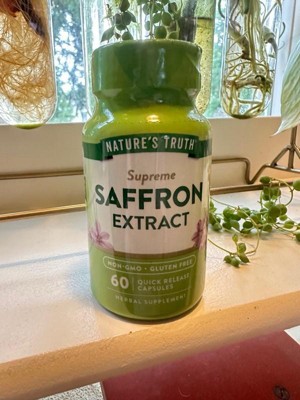 NATURE'S TRUTH
Supreme
SAFFRON
EXTRACT
NON-GMO • GLUTEN FREE
60 QUICK RELEASE
CAPSULES
HERBAL SUPPLEMENT